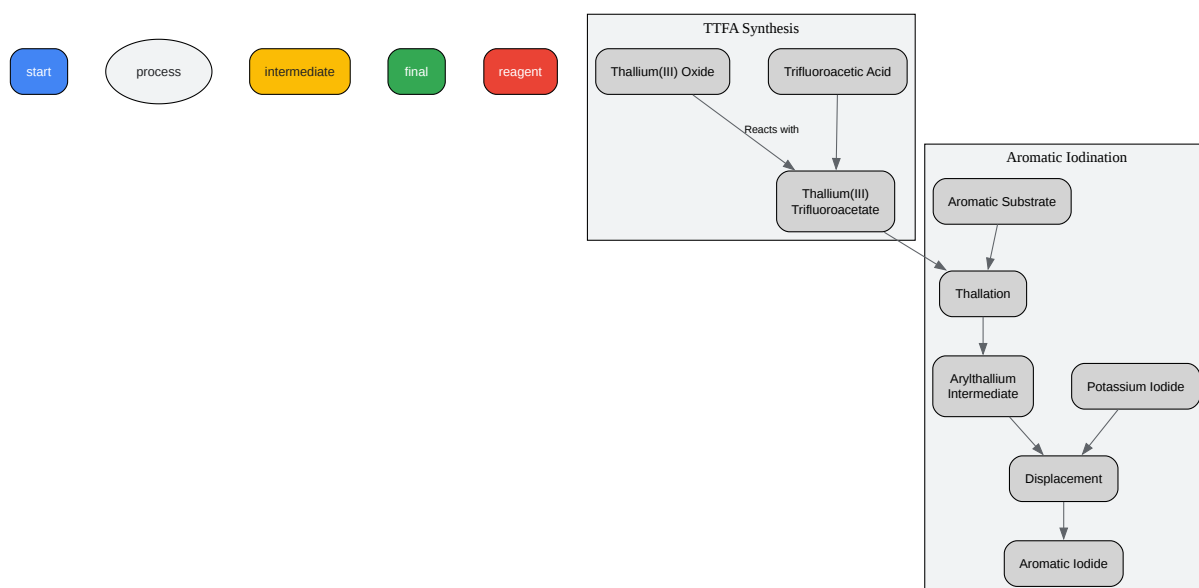 start
process
intermediate
final
reagent
TTFA Synthesis
Thallium(III) Oxide
Trifluoroacetic Acid
Reacts with
Thallium(III)
Trifluoroacetate
Aromatic Iodination
Aromatic Substrate
Thallation
Arylthallium
Intermediate
Potassium Iodide
Displacement
Aromatic Iodide